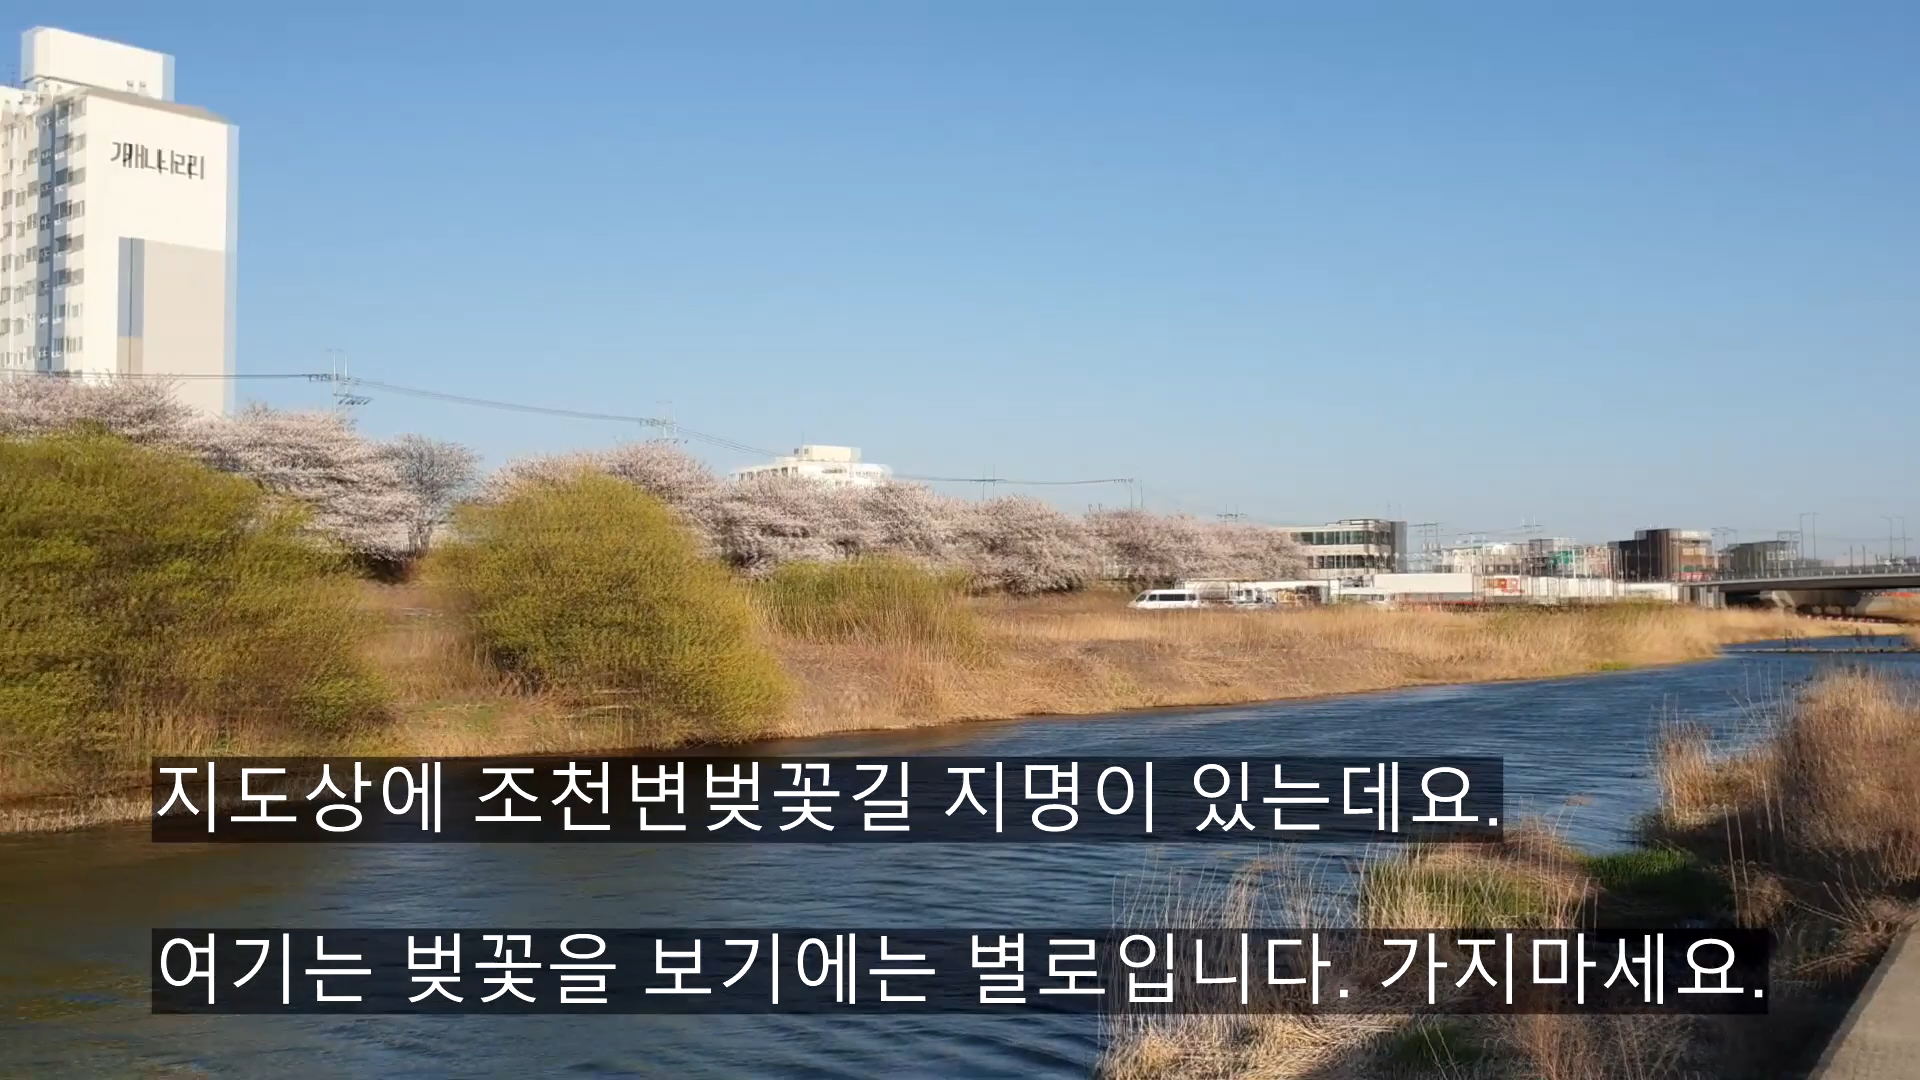 지도상에 조천변벚꽃길 지명이 있는데요.
여기는 벚꽃을 보기에는 별로입니다. 가지마세요.